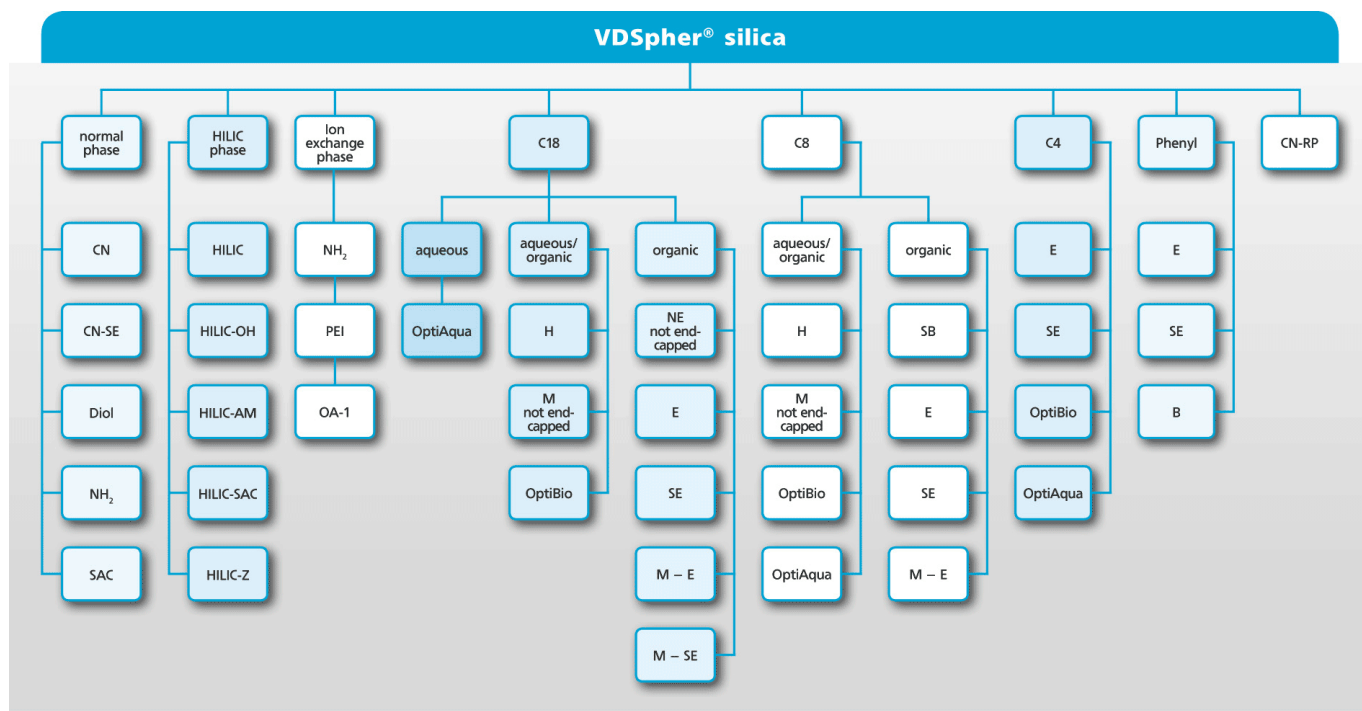 VDSpher® silica
normal
phase
HILIC
phase
Ion
exchange
phase
C18
C8
C4
Phenyl
CN-RP
CN
HILIC
NH₂
aqueous
aqueous/
organic
organic
aqueous/
organic
organic
E
E
CN-SE
HILIC-OH
PEI
OptiAqua
H
NE
not end-
capped
H
SB
SE
SE
Diol
HILIC-AM
OA-1
M
not end-
capped
E
M
not end-
capped
E
OptiBio
B
NH₂
HILIC-SAC
OptiBio
SE
OptiBio
SE
OptiAqua
SAC
HILIC-Z
M – E
OptiAqua
M – E
M – SE